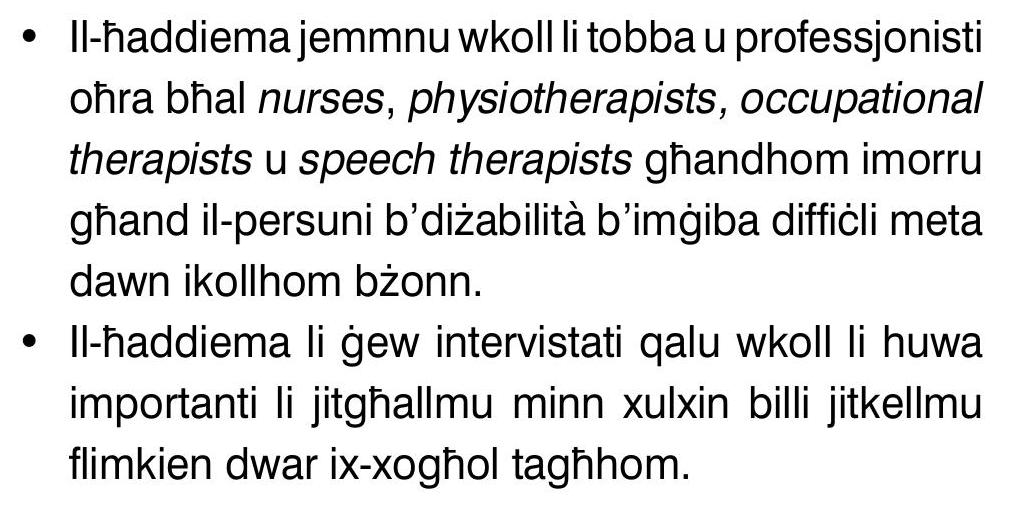 • Il-ħaddiema jemmnu wkoll li tobba u professjonisti
oħra bħal nurses, physiotherapists, occupational
therapists u speech therapists għandhom imorru
għand il-persuni b’diżabilità b’imġiba diffiċli meta
dawn ikollhom bżonn.
• Il-ħaddiema li ġew intervistati qalu wkoll li huwa
importanti li jitgħallmu minn xulxin billi jitkellmu
flimkien dwar ix-xogħol tagħhom.